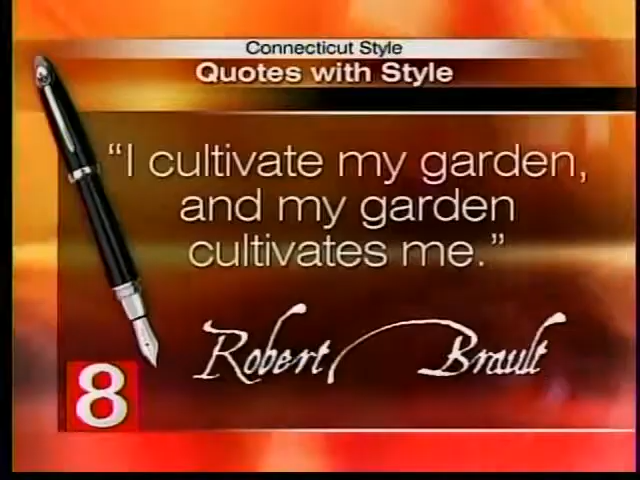 Connecticut Style
Quotes with Style
“I cultivate my garden,
and my garden
cultivates me.”
Robert Brault
8